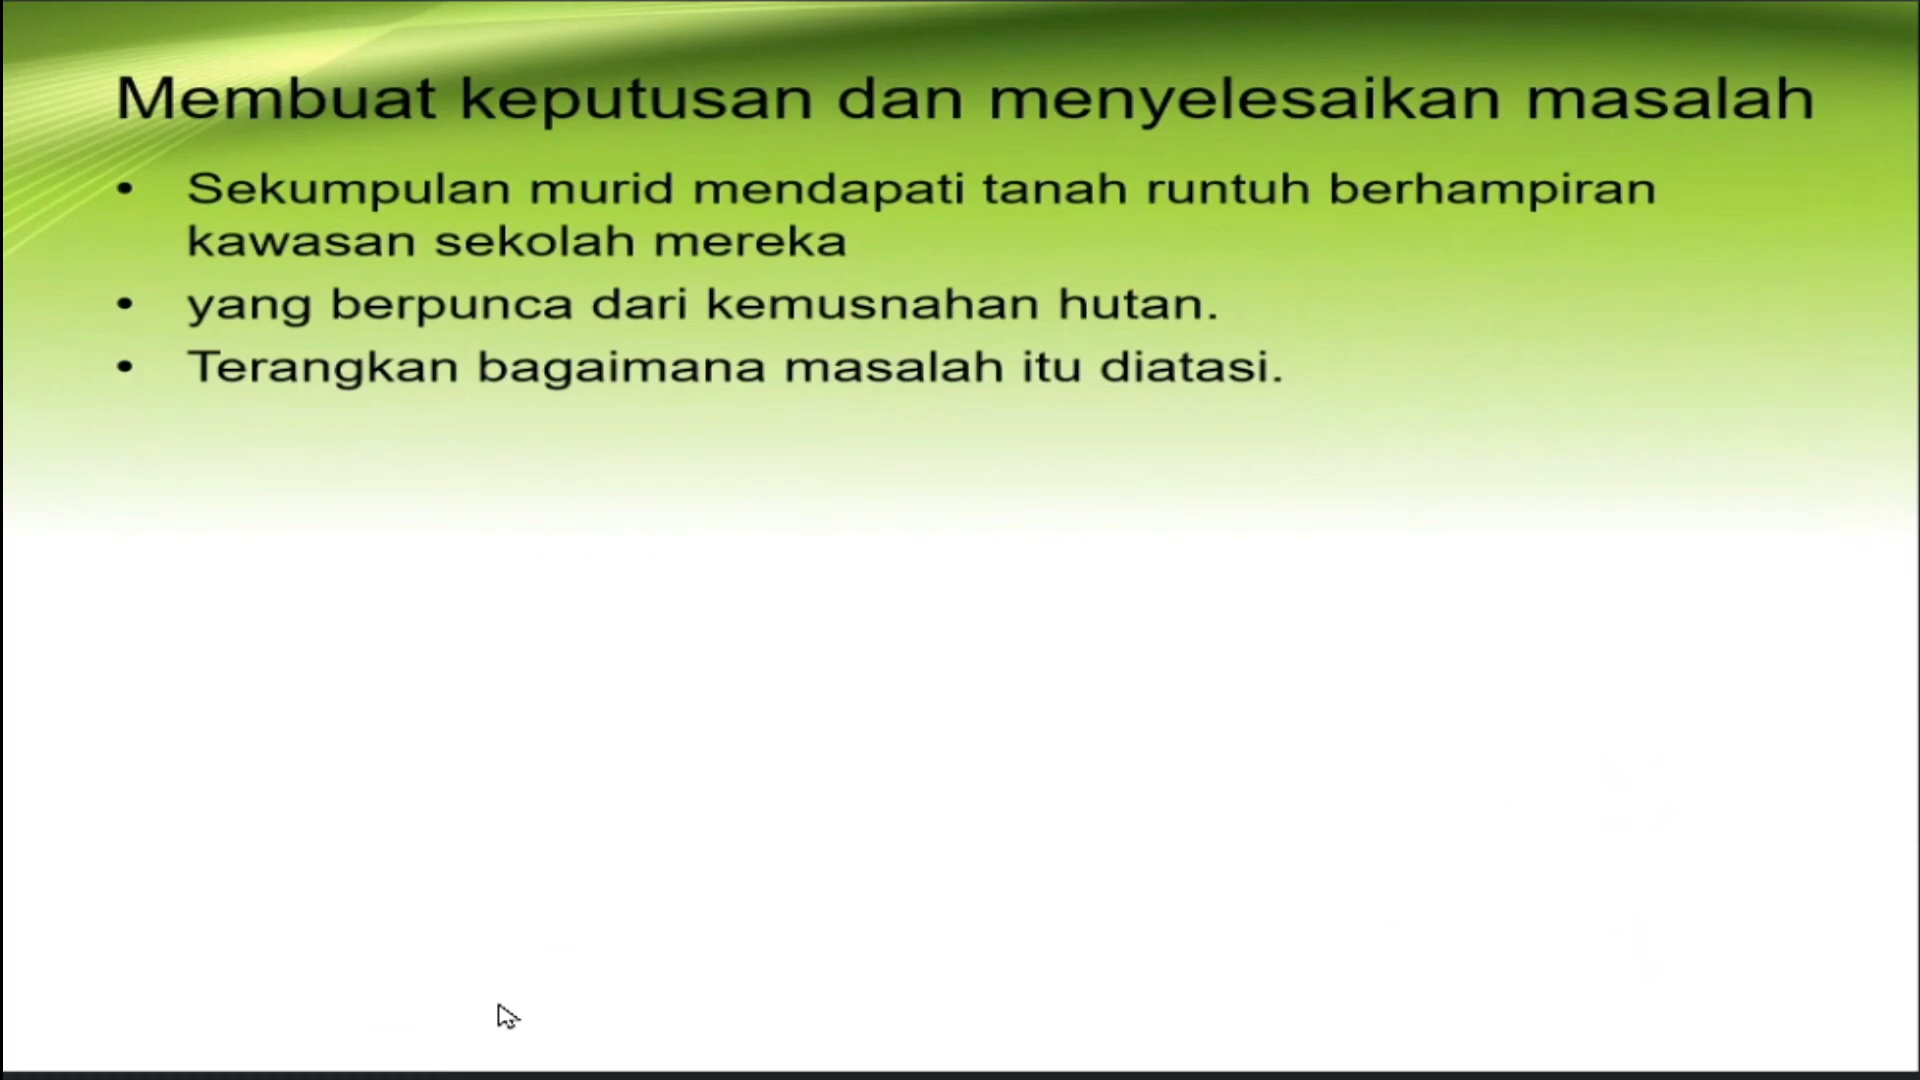 Membuat keputusan dan menyelesaikan masalah
• Sekumpulan murid mendapati tanah runtuh berhampiran
kawasan sekolah mereka
• yang berpunca dari kemusnahan hutan.
• Terangkan bagaimana masalah itu diatasi.